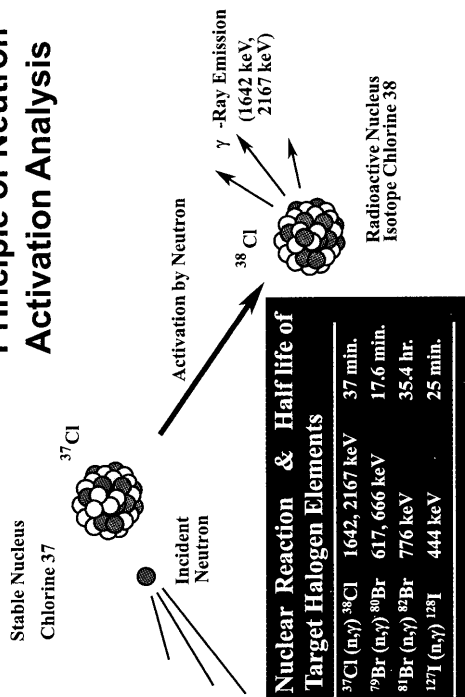 Principle of Neutron
Activation Analysis
Stable Nucleus
Chlorine 37
³⁷Cl
Incident
Neutron
Activation by Neutron
³⁸Cl
γ -Ray Emission
(1642 keV,
2167 keV)
Radioactive Nucleus
Isotope Chlorine 38
Nuclear Reaction & Half life of
Target Halogen Elements
³⁷Cl (n,γ) ³⁸Cl 1642, 2167 keV 37 min.
⁷⁹Br (n,γ) ⁸⁰Br 617, 666 keV 17.6 min.
⁸¹Br (n,γ) ⁸²Br 776 keV 35.4 hr.
¹²⁷I (n,γ) ¹²⁸I 444 keV 25 min.